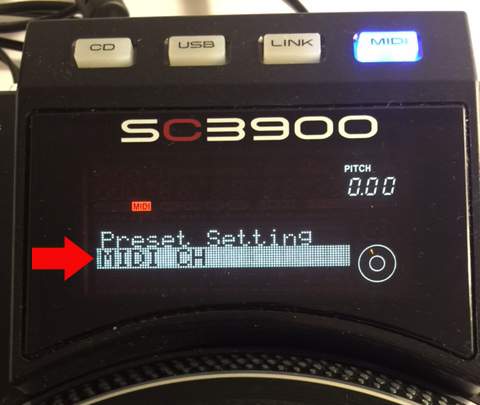 CD USB LINK MIDI
SC3900
PITCH
0.00
MIDI
Preset Setting
MIDI CH